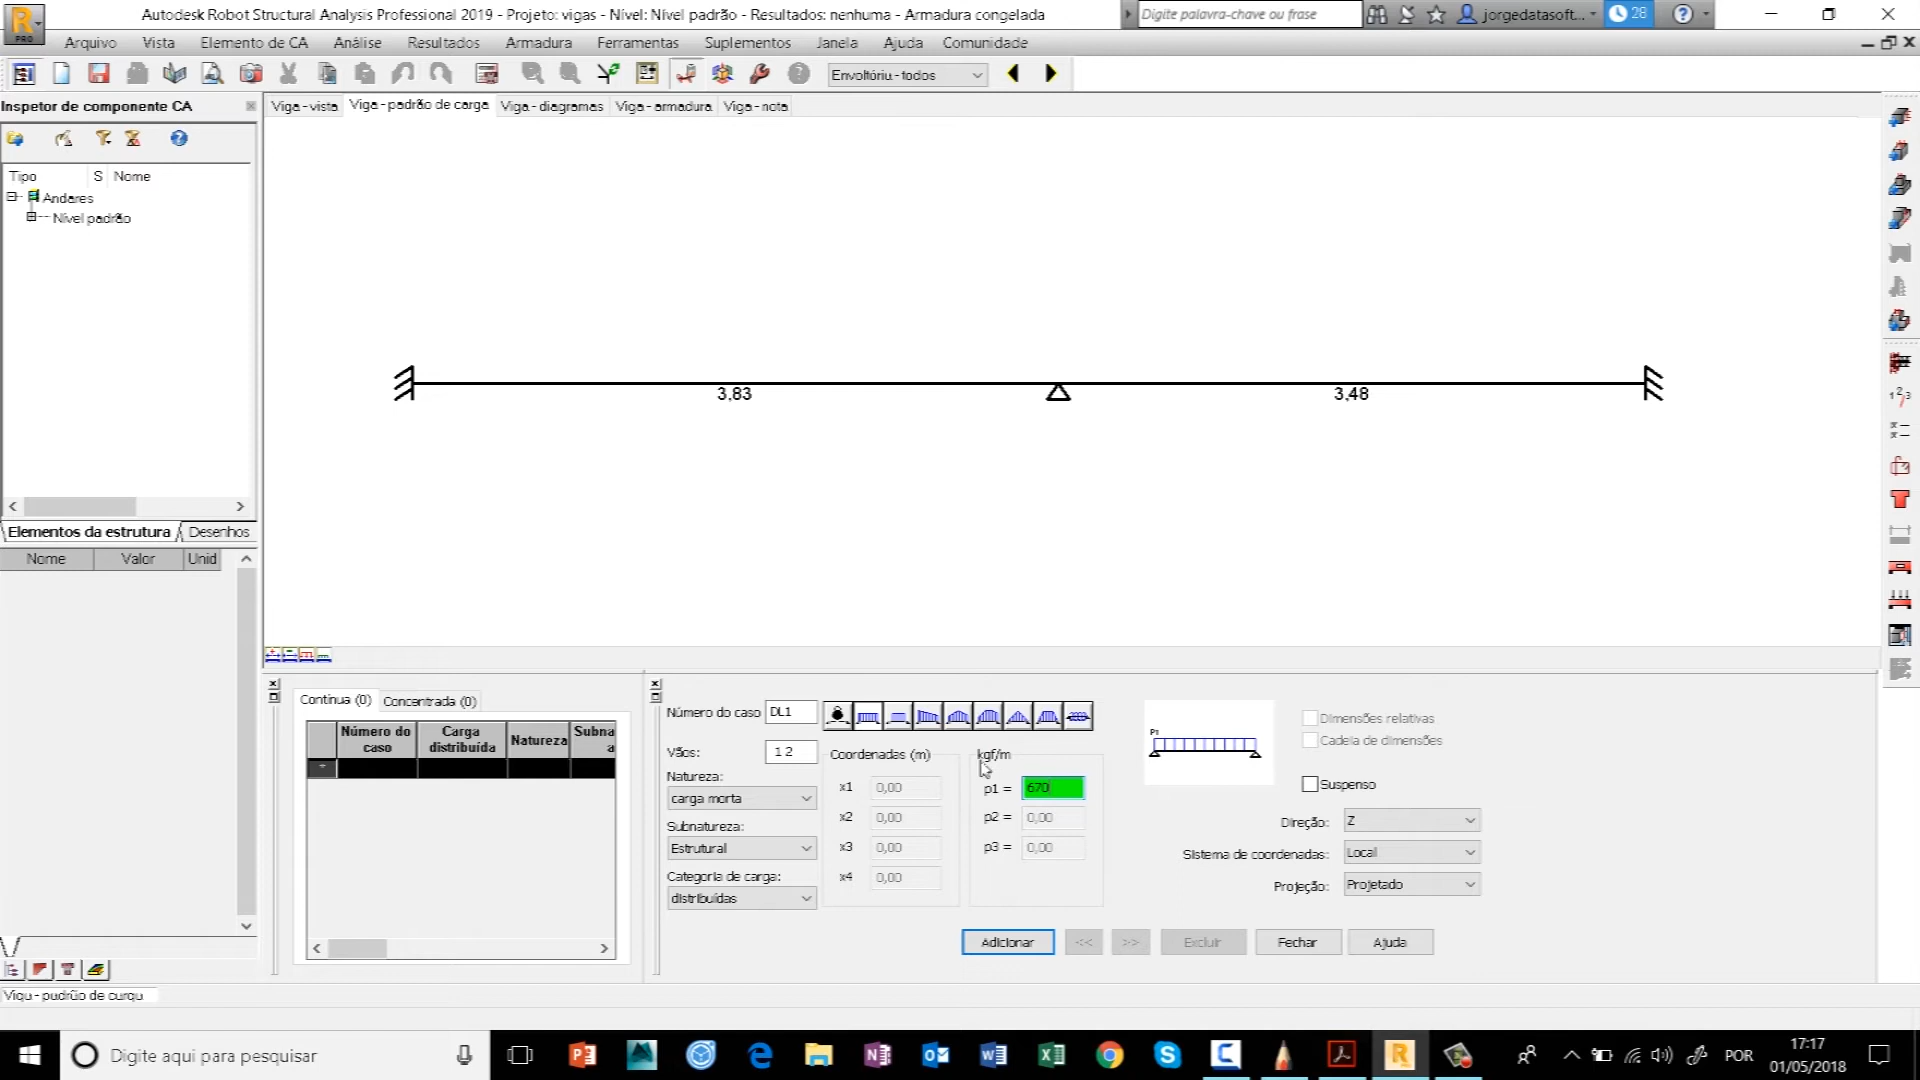 Autodesk Robot Structural Analysis Professional 2019 - Projeto: vigas - Nível: Nível padrão - Resultados: nenhuma - Armadura congelada
Digite palavra-chave ou frase
jorgedatasoft...
28
PRO
Arquivo Vista Elemento de CA Análise Resultados Armadura Ferramentas Suplementos Janela Ajuda Comunidade
Envoltória - todos
Inspetor de componente CA
Viga - vista Viga - padrão de carga Viga - diagramas Viga - armadura Viga - nota
Tipo S Nome
Andares
Nível padrão
3,83 3,48
Elementos da estrutura Desenhos
Nome Valor Unid
Contínua (0) Concentrada (0)
Número do caso
Carga distribuída
Natureza
Subna
a
Número do caso DL1
Vãos: 1 2
Natureza:
carga morta
Subnatureza:
Estrutural
Categoria de carga:
distribuídas
Coordenadas (m)
x1 0,00
x2 0,00
x3 0,00
x4 0,00
kgf/m
p1 = 670
p2 = 0,00
p3 = 0,00
P1
Dimensões relativas
Cadeia de dimensões
Suspenso
Direção: Z
Sistema de coordenadas: Local
Projeção: Projetado
Adicionar << >> Excluir Fechar Ajuda
Viga - padrão de carga
Digite aqui para pesquisar
POR
17:17
01/05/2018